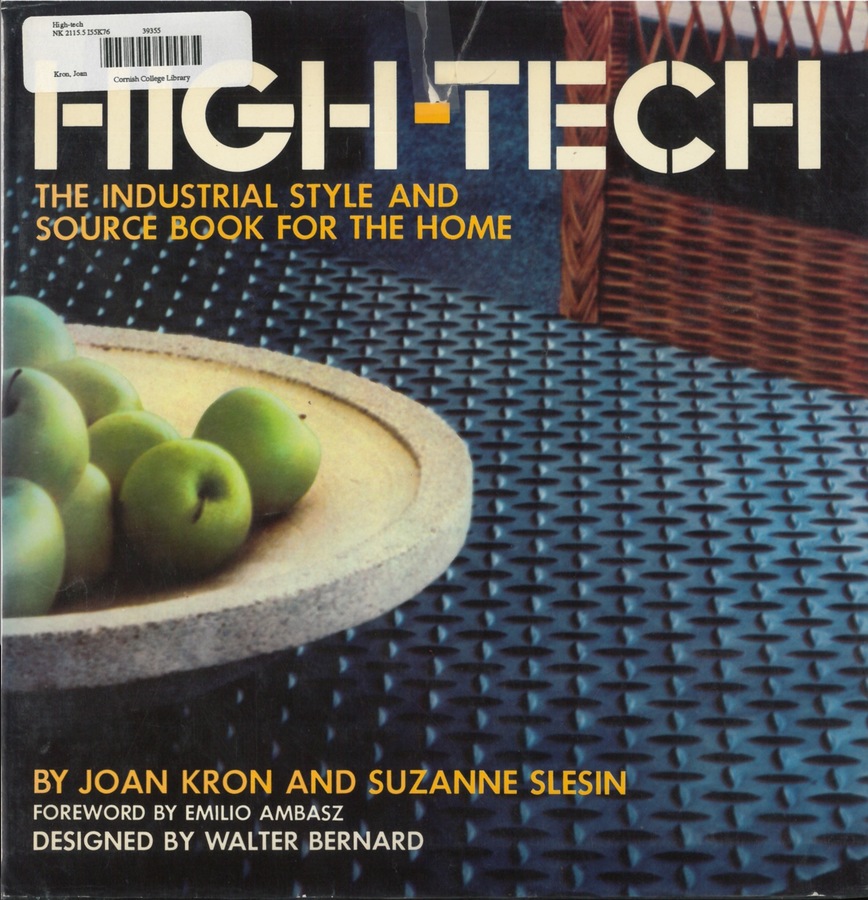 High-tech
NK 2115.5 I55K76 39355
Kron, Joan Cornish College Library
HIGH-TECH
THE INDUSTRIAL STYLE AND
SOURCE BOOK FOR THE HOME
BY JOAN KRON AND SUZANNE SLESIN
FOREWORD BY EMILIO AMBASZ
DESIGNED BY WALTER BERNARD